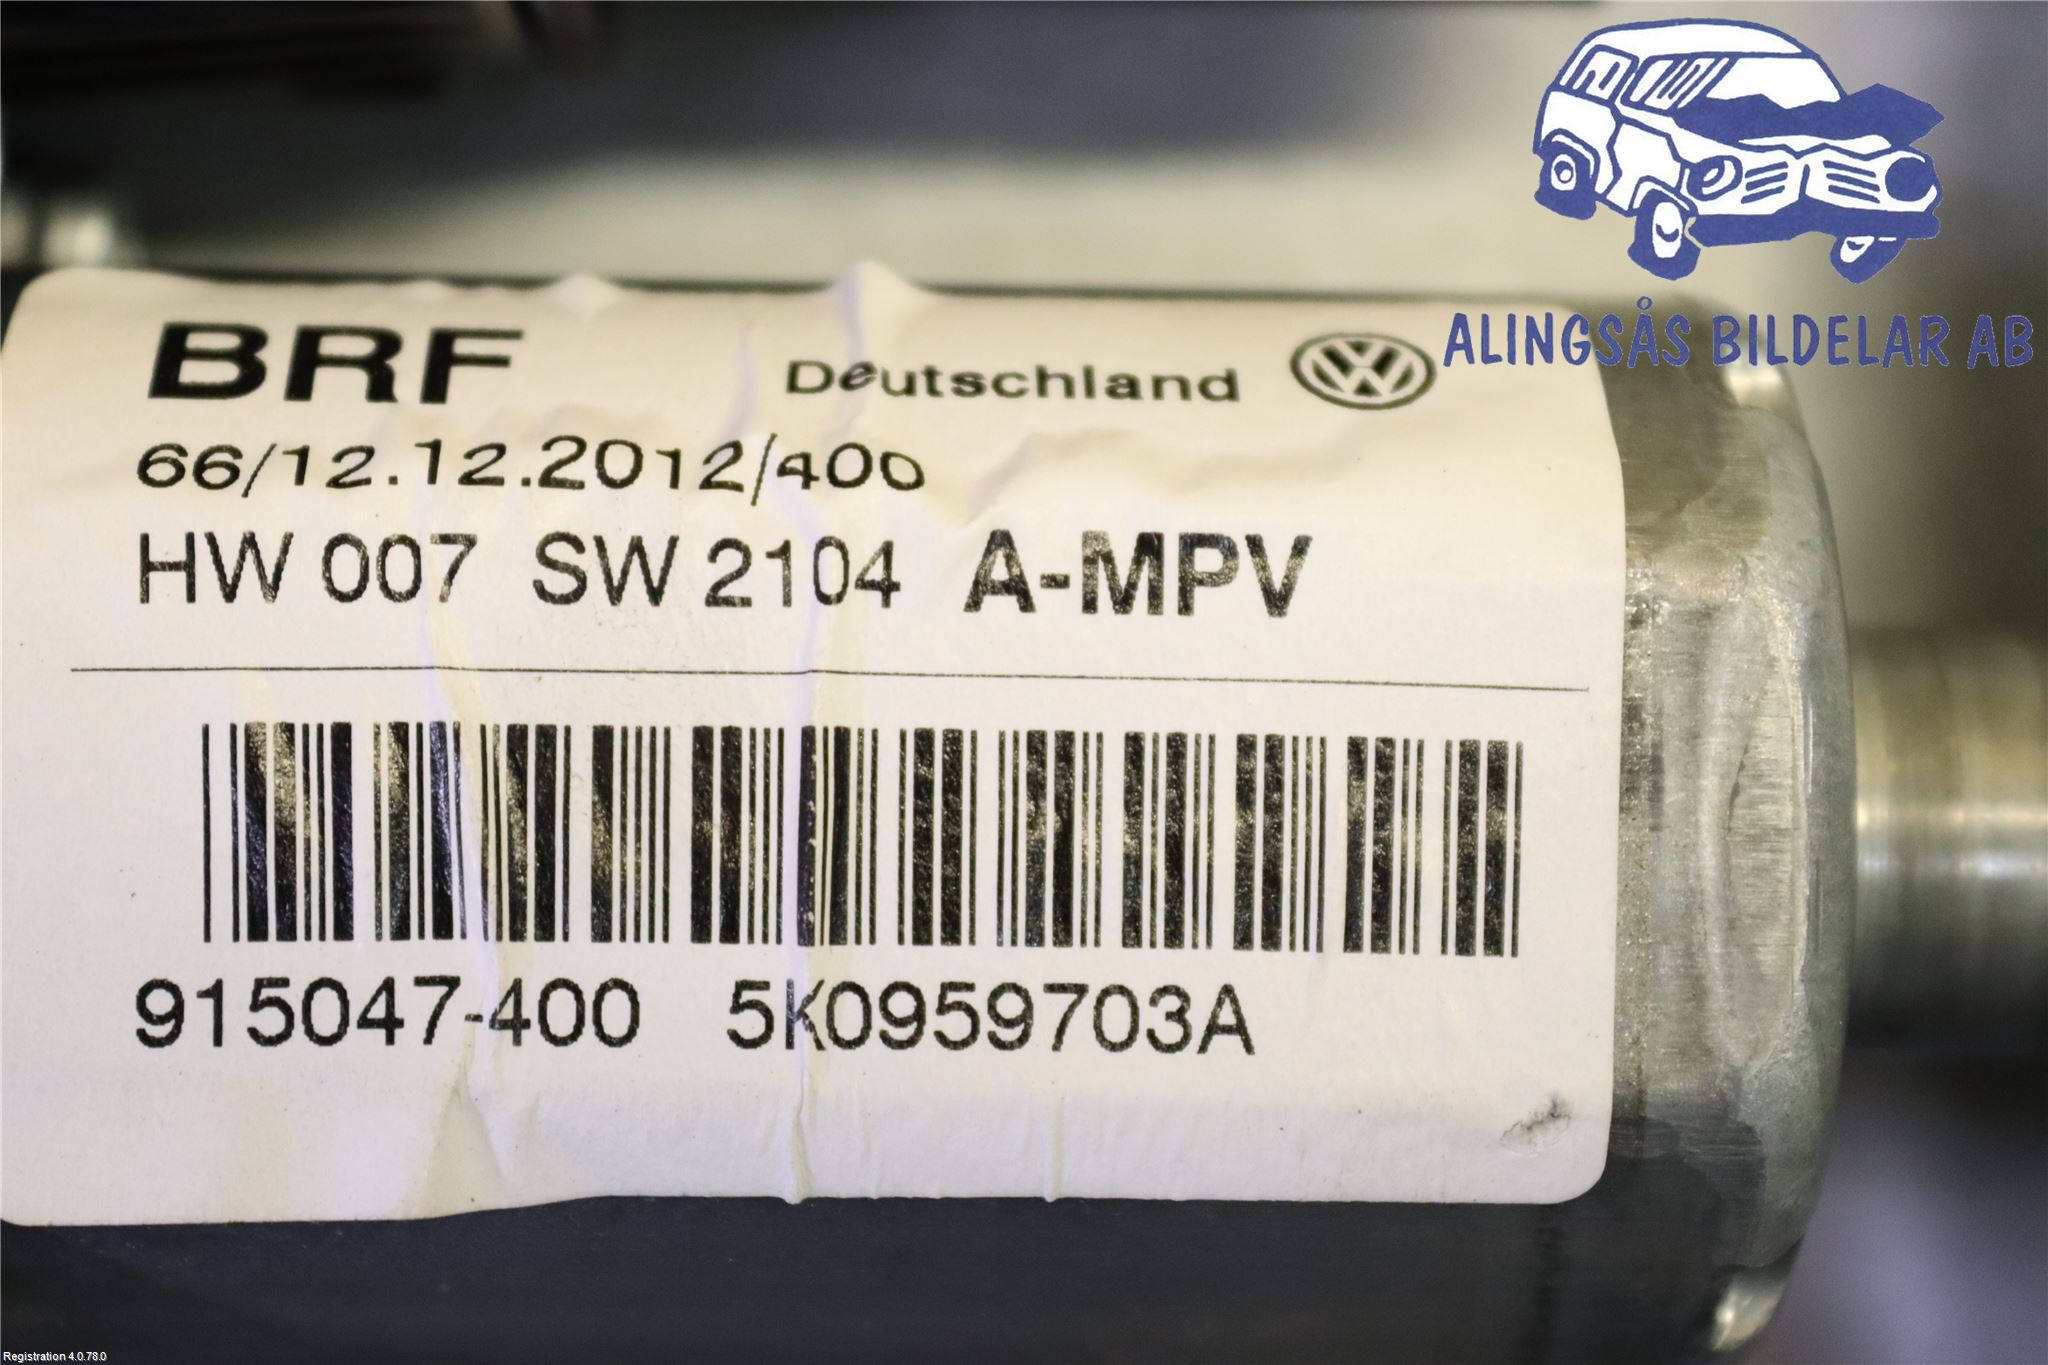 ALINGSÅS BILDELAR AB
BRF Deutschland
66/12.12.2012/400
HW 007 SW 2104 A-MPV
915047-400 5K0959703A
Registration 4.0.78.0